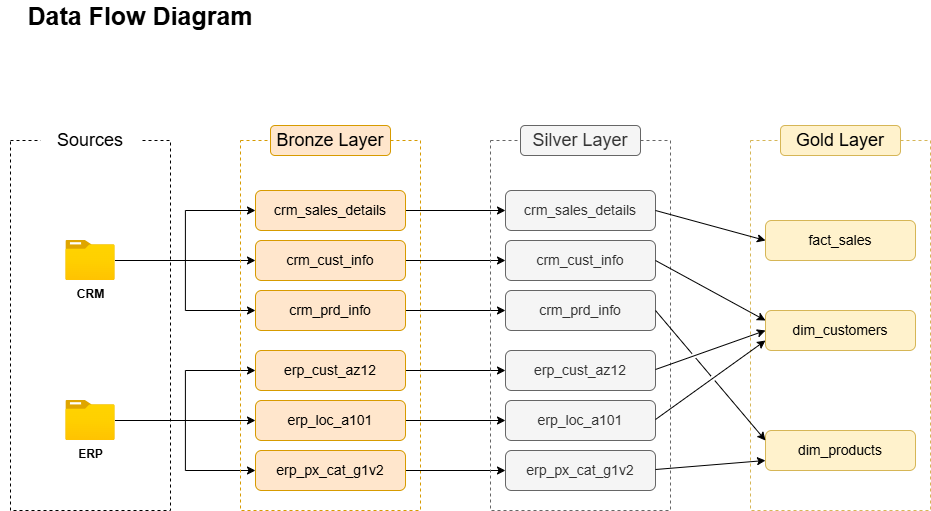 Data Flow Diagram
Sources
Bronze Layer
Silver Layer
Gold Layer
crm_sales_details
crm_sales_details
fact_sales
crm_cust_info
crm_cust_info
CRM
crm_prd_info
crm_prd_info
dim_customers
erp_cust_az12
erp_cust_az12
erp_loc_a101
erp_loc_a101
ERP
dim_products
erp_px_cat_g1v2
erp_px_cat_g1v2